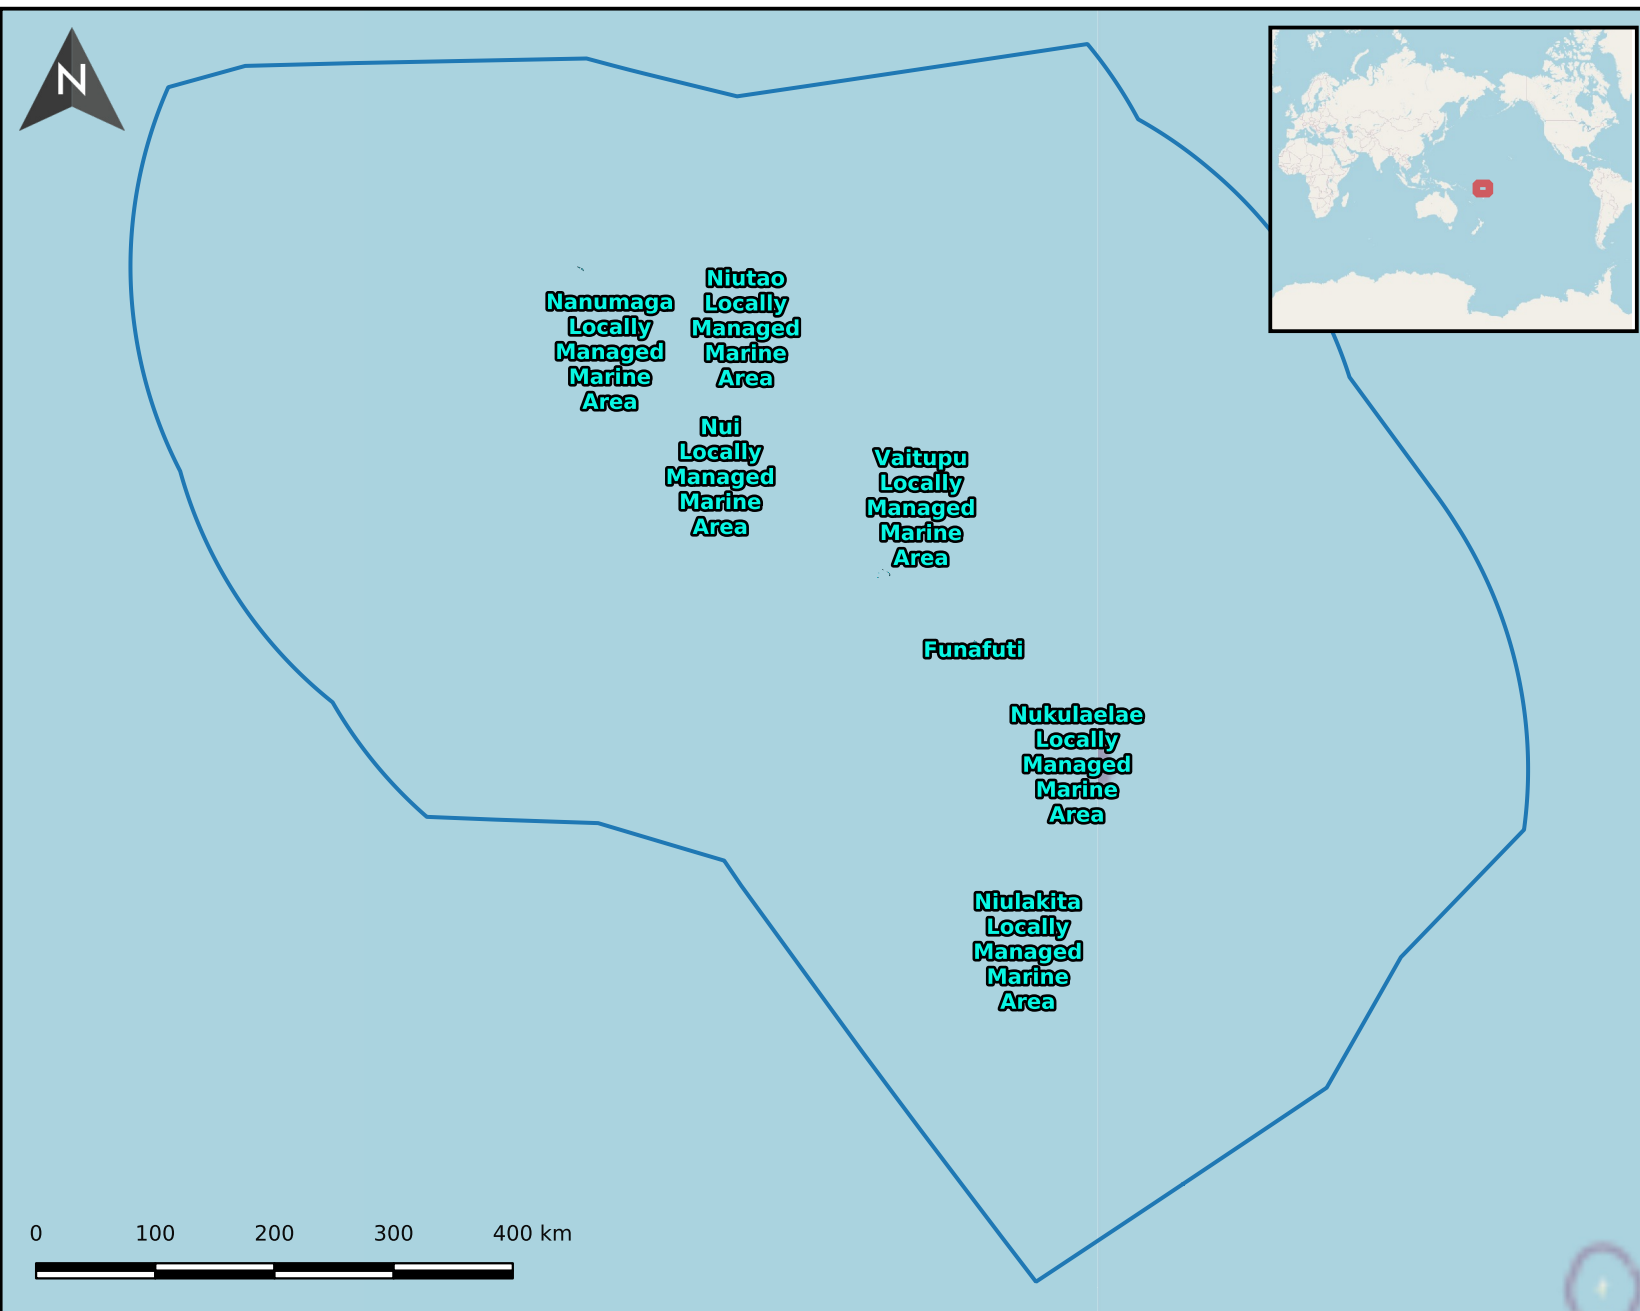 N
Niutao
Locally
Managed
Marine
Area
Nanumaga
Locally
Managed
Marine
Area
Nui
Locally
Managed
Marine
Area
Vaitupu
Locally
Managed
Marine
Area
Funafuti
Nukulaelae
Locally
Managed
Marine
Area
Niulakita
Locally
Managed
Marine
Area
0 100 200 300 400 km